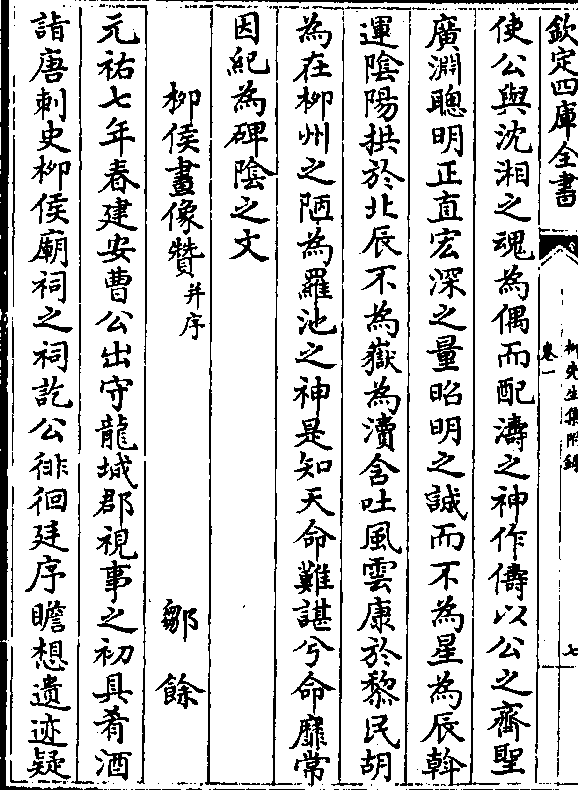 欽定四庫全書
柳先生集附錄
卷一
七
使公與沈湘之魂為偶而配濤之神作儔以公之齊聖
廣淵聰明正直宏深之量昭明之誠而不為星為辰斡
運陰陽拱於北辰不為嶽為瀆含吐風雲康於黎民胡
為在柳州之陋為羅池之神是知天命難諶兮命靡常
因紀為碑陰之文
柳侯畫像贊并序
鄒餘
元祐七年春建安曹公出守龍城郡視事之初具肴酒
詣唐刺史柳侯廟祠之祠訖公徘徊廷序瞻想遺迹疑